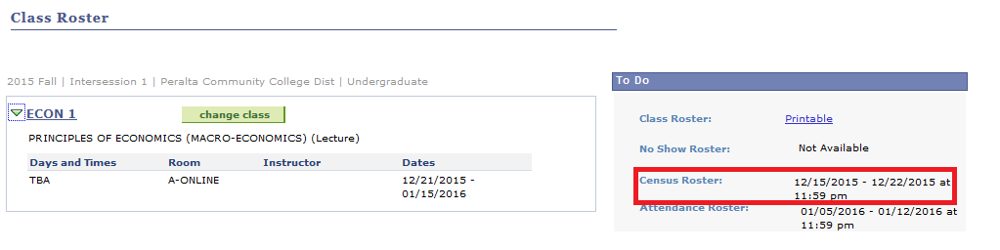 Class Roster
2015 Fall | Intersession 1 | Peralta Community College Dist | Undergraduate
ECON 1
change class
PRINCIPLES OF ECONOMICS (MACRO-ECONOMICS) (Lecture)
Days and Times Room Instructor Dates
TBA A-ONLINE 12/21/2015 -
01/15/2016
To Do
Class Roster: Printable
No Show Roster: Not Available
Census Roster: 12/15/2015 - 12/22/2015 at
11:59 pm
Attendance Roster: 01/05/2016 - 01/12/2016 at
11:59 pm